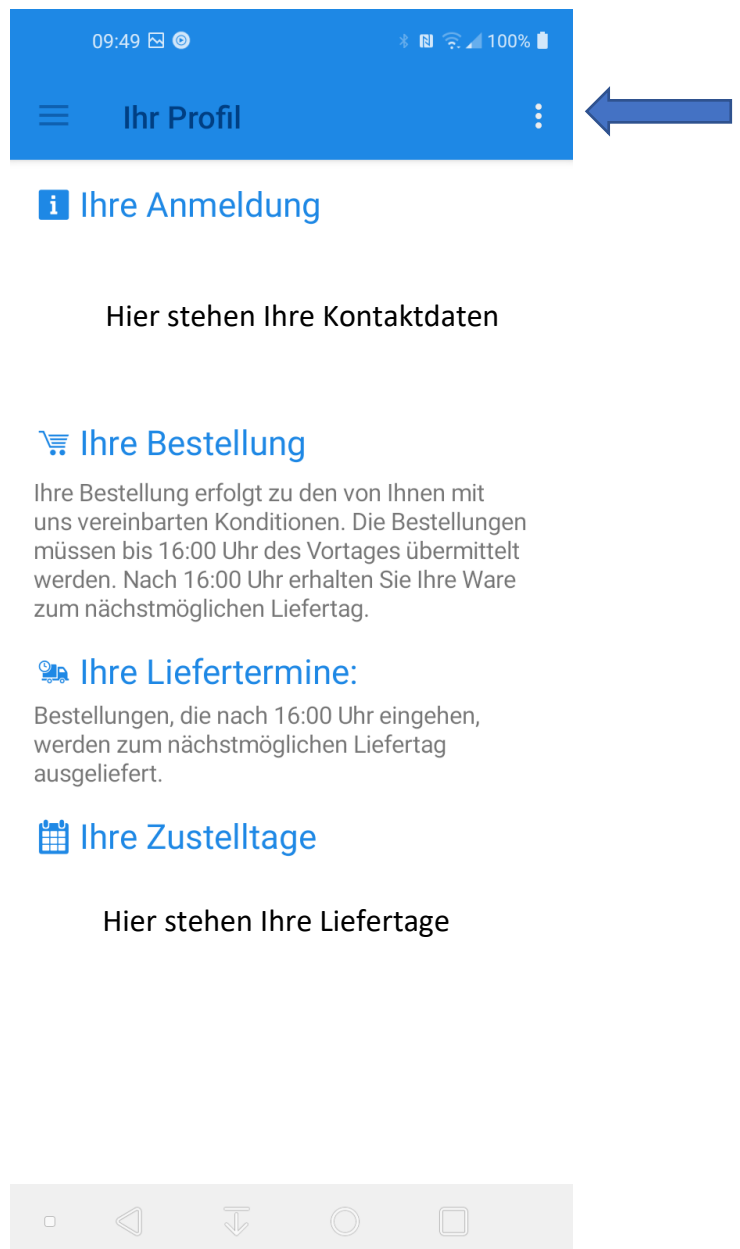 09:49 100%
Ihr Profil
Ihre Anmeldung
Hier stehen Ihre Kontaktdaten
Ihre Bestellung
Ihre Bestellung erfolgt zu den von Ihnen mit
uns vereinbarten Konditionen. Die Bestellungen
müssen bis 16:00 Uhr des Vortages übermittelt
werden. Nach 16:00 Uhr erhalten Sie Ihre Ware
zum nächstmöglichen Liefertag.
Ihre Liefertermine:
Bestellungen, die nach 16:00 Uhr eingehen,
werden zum nächstmöglichen Liefertag
ausgeliefert.
Ihre Zustelltage
Hier stehen Ihre Liefertage